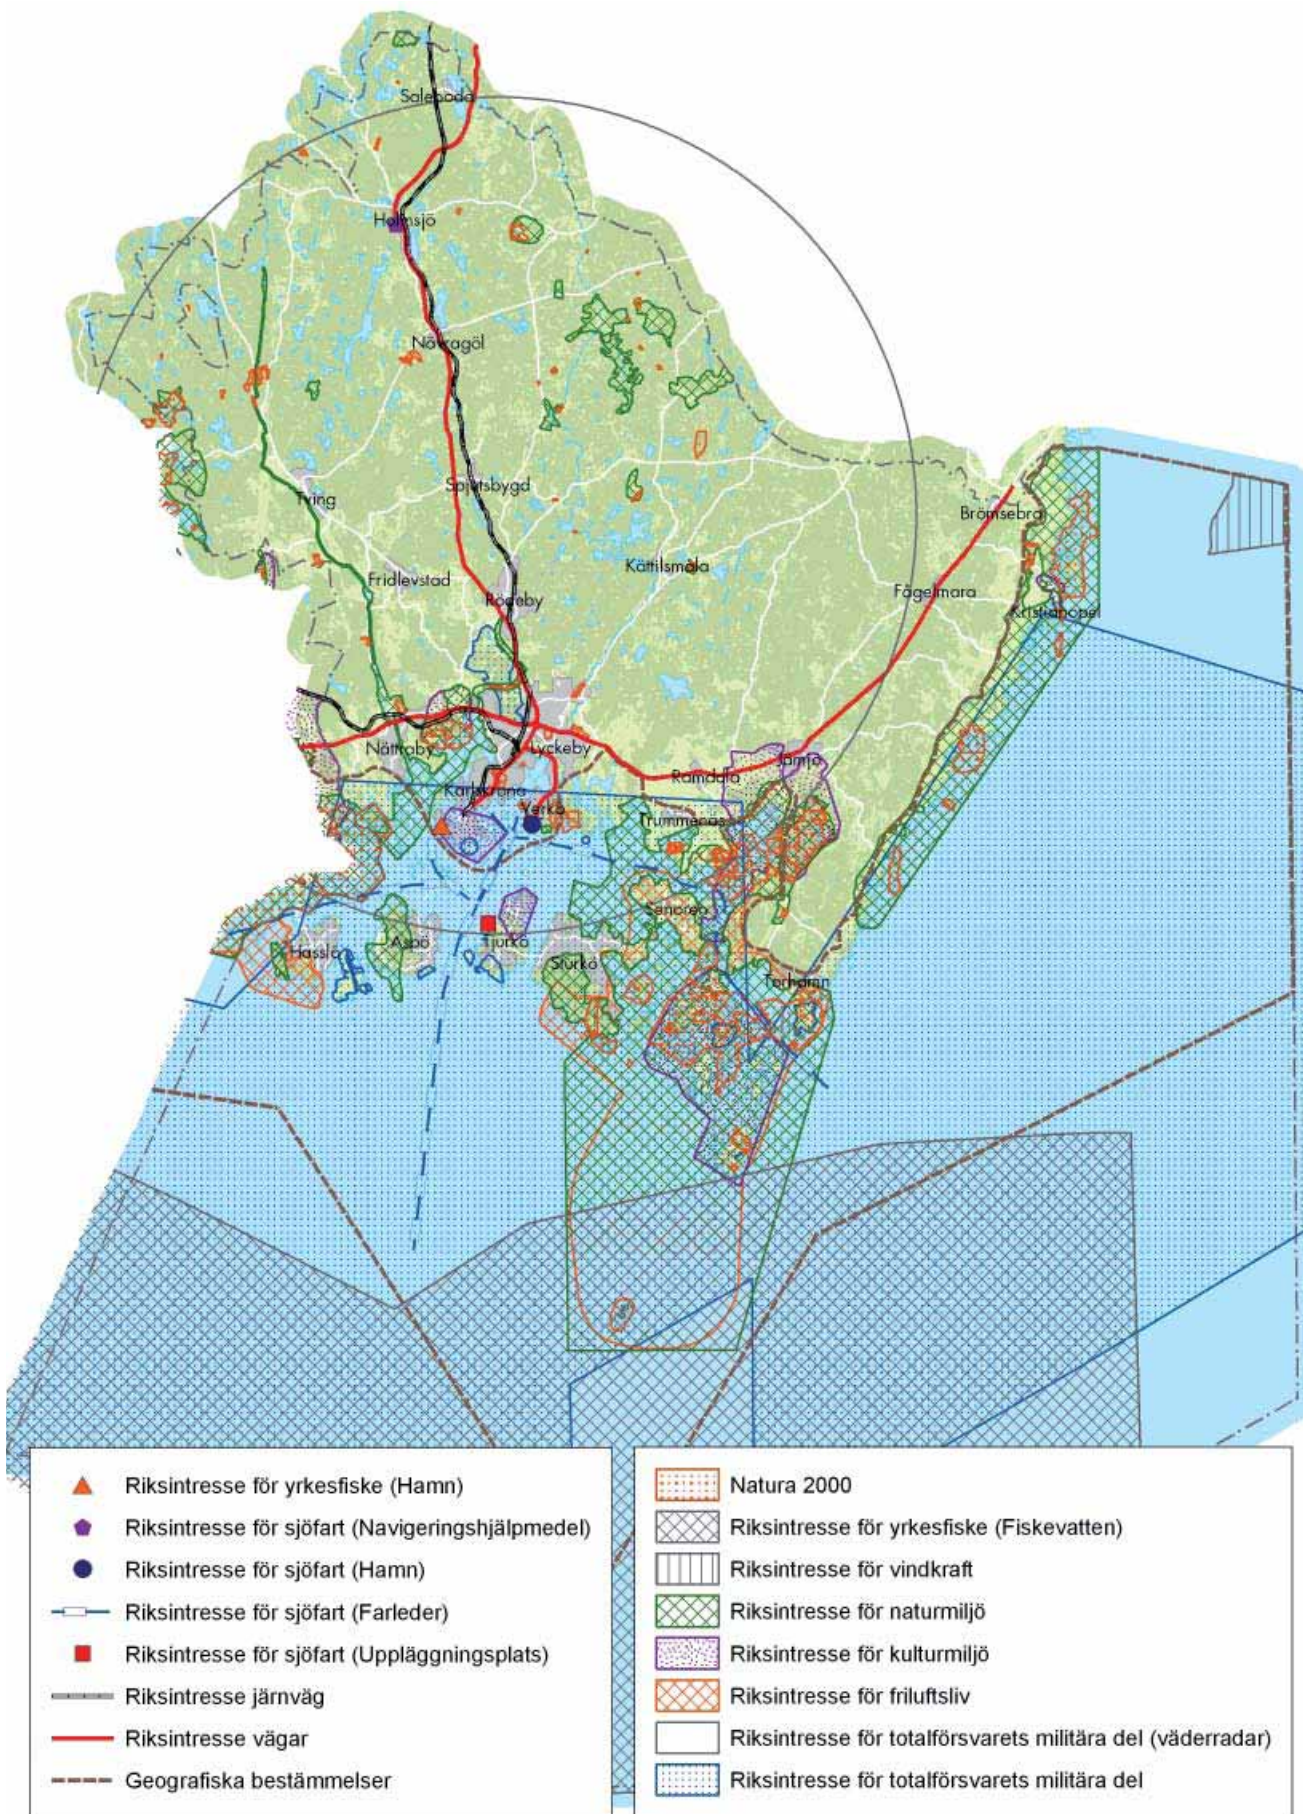 Saleboda
Holmsjö
Nävragöl
Spjutsbygd
Tving
Brömsebro
Kättilsmåla
Fridlevstad
Fågelmara
Rödeby
Kristianopel
Nättraby
Lyckeby
Jämjö
Ramdala
Karlskrona
Verkö
Trummenäs
Senoren
Hasslö
Aspö
Tjurkö
Sturkö
Torhamn
Riksintresse för yrkesfiske (Hamn)
Riksintresse för sjöfart (Navigeringshjälpmedel)
Riksintresse för sjöfart (Hamn)
Riksintresse för sjöfart (Farleder)
Riksintresse för sjöfart (Uppläggningsplats)
Riksintresse järnväg
Riksintresse vägar
Geografiska bestämmelser
Natura 2000
Riksintresse för yrkesfiske (Fiskevatten)
Riksintresse för vindkraft
Riksintresse för naturmiljö
Riksintresse för kulturmiljö
Riksintresse för friluftsliv
Riksintresse för totalförsvarets militära del (väderradar)
Riksintresse för totalförsvarets militära del